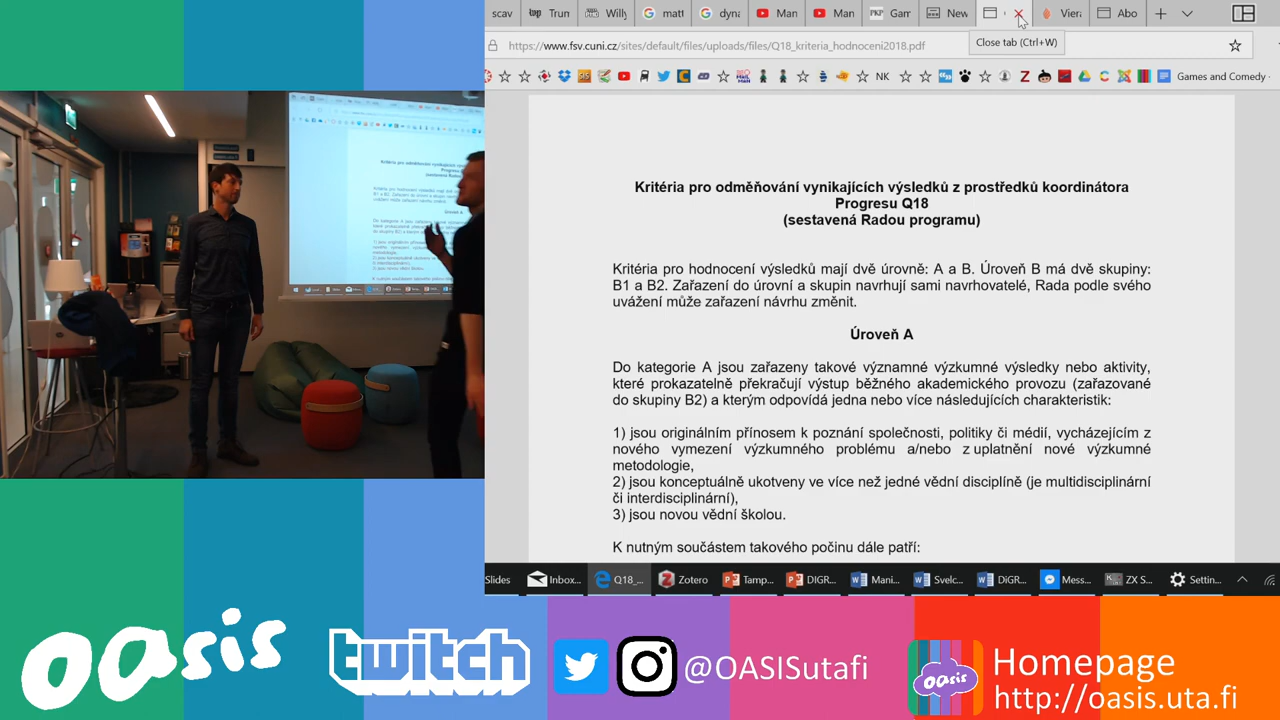 scav
Trun
Willy
matt
dyna
Man
Man
Gam
New
Viera
Abo
https://www.fsv.cuni.cz/sites/default/files/uploads/files/Q18_kriteria_hodnoceni2018.pdf
Close tab (Ctrl+W)
NK
ames and Comedy
Kritéria pro odměňování vynikajících výsledků z prostředků koordinátora
Progresu Q18
(sestavená Radou programu)
Kritéria pro hodnocení výsledků mají dvě úrovně: A a B. Úroveň B má dvě skupiny:
B1 a B2. Zařazení do úrovní a skupin navrhují sami navrhovatelé, Rada podle svého
uvážení může zařazení návrhu změnit.
Úroveň A
Do kategorie A jsou zařazeny takové významné výzkumné výsledky nebo aktivity,
které prokazatelně překračují výstup běžného akademického provozu (zařazované
do skupiny B2) a kterým odpovídá jedna nebo více následujících charakteristik:
1) jsou originálním přínosem k poznání společnosti, politiky či médií, vycházejícím z
nového vymezení výzkumného problému a/nebo z uplatnění nové výzkumné
metodologie,
2) jsou konceptuálně ukotveny ve více než jedné vědní disciplíně (je multidisciplinární
či interdisciplinární),
3) jsou novou vědní školou.
K nutným součástem takového počinu dále patří:
Slides
Inbox...
Q18_...
Zotero
Tamp...
DIGR...
Mani...
Svelc...
DiGR...
Mess...
ZX S...
Settin...
oasis
twitch
@OASISutafi
oasis
Homepage
http://oasis.uta.fi